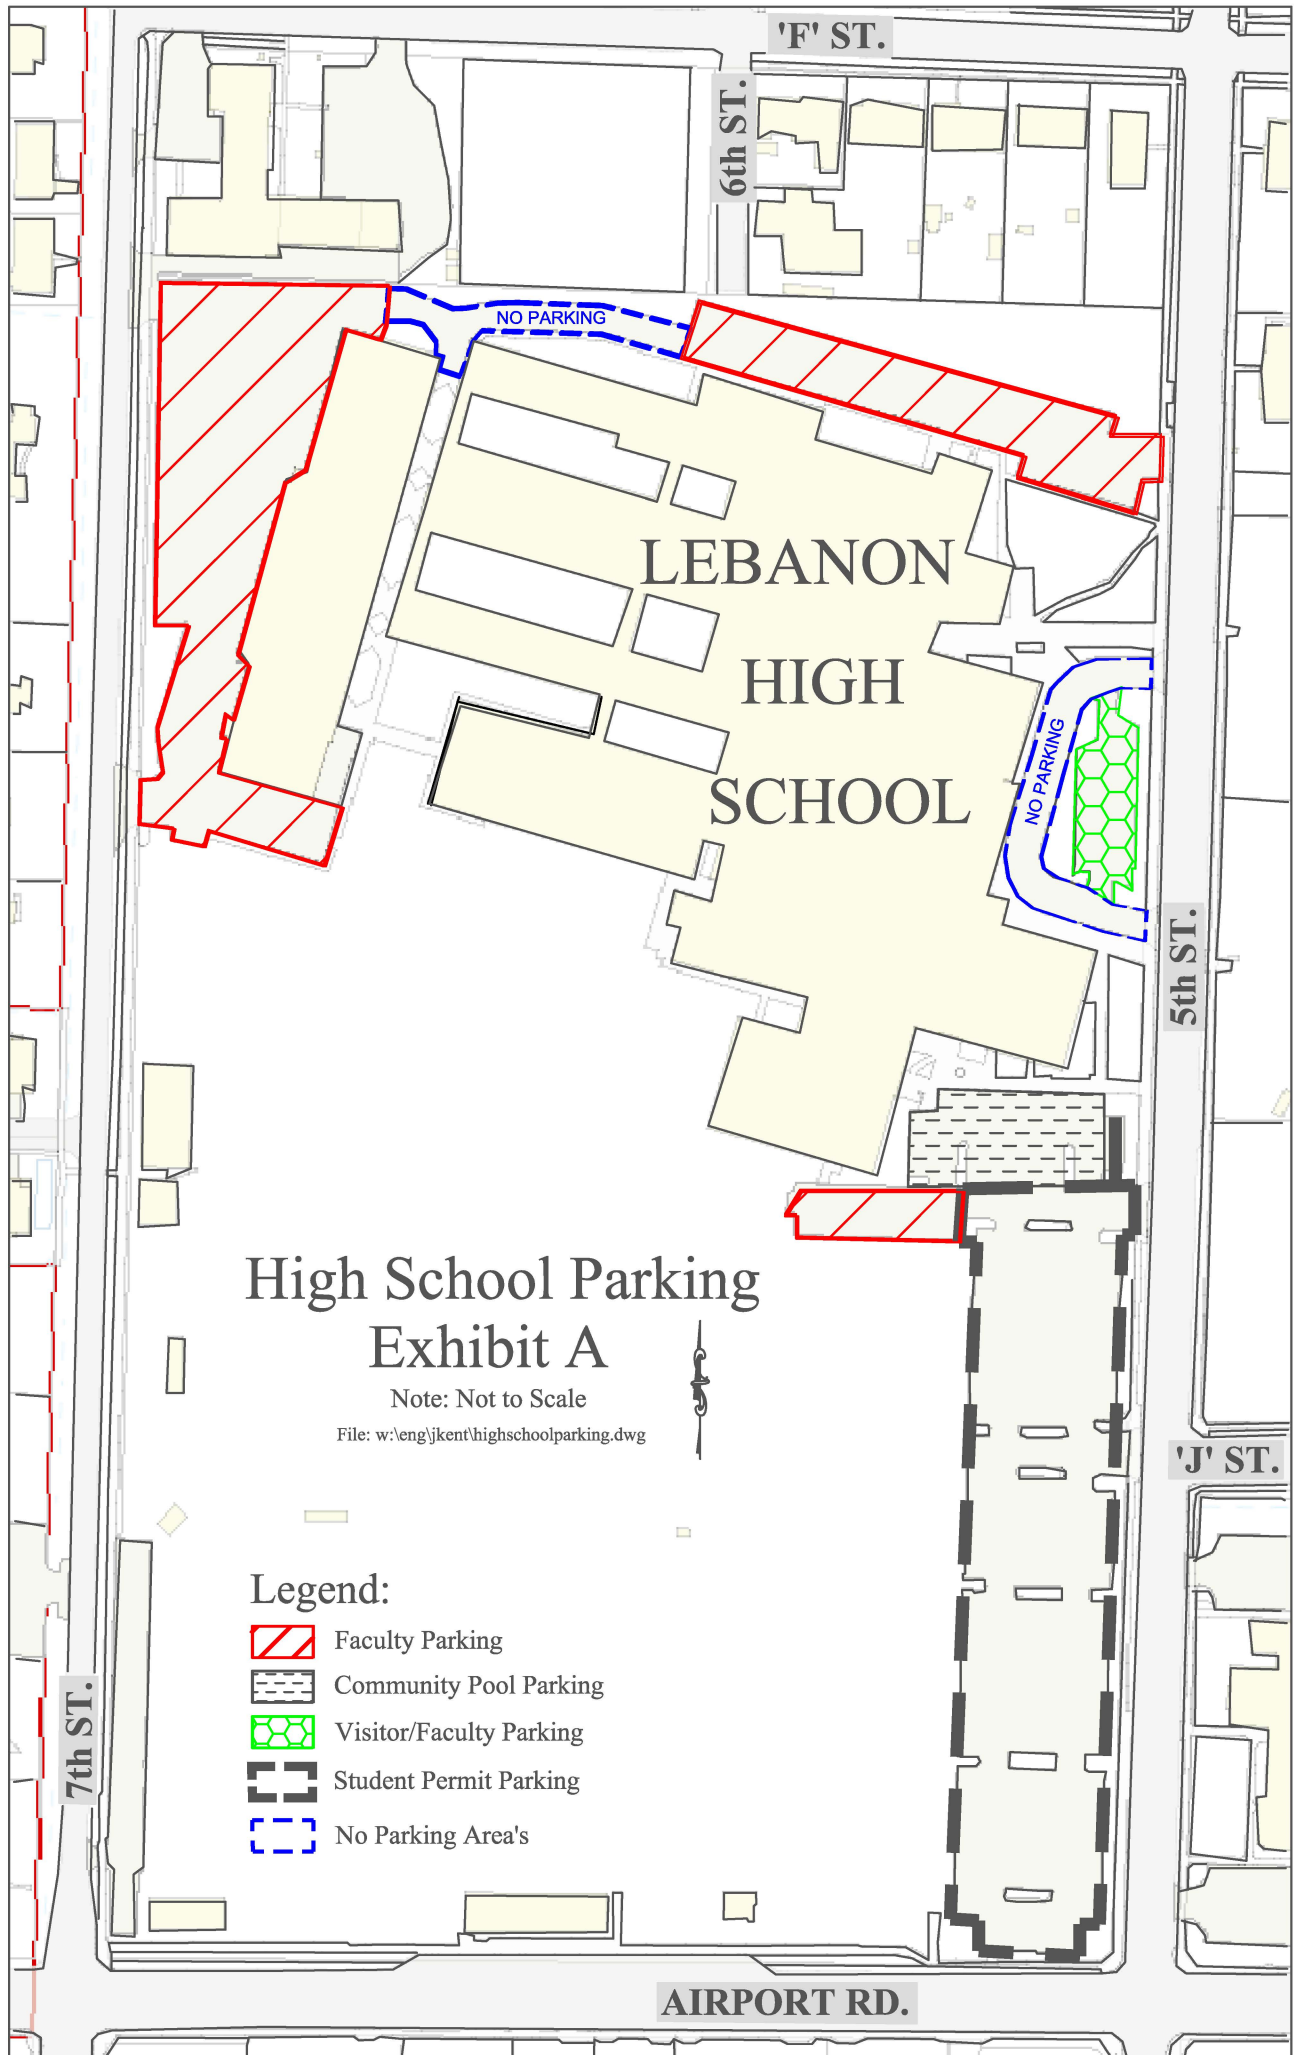 'F' ST.
6th ST.
NO PARKING
LEBANON
HIGH
SCHOOL
NO PARKING
5th ST.
High School Parking
Exhibit A
Note: Not to Scale
File: w:\eng\jkent\highschoolparking.dwg
'J' ST.
Legend:
Faculty Parking
Community Pool Parking
Visitor/Faculty Parking
Student Permit Parking
No Parking Area's
7th ST.
AIRPORT RD.